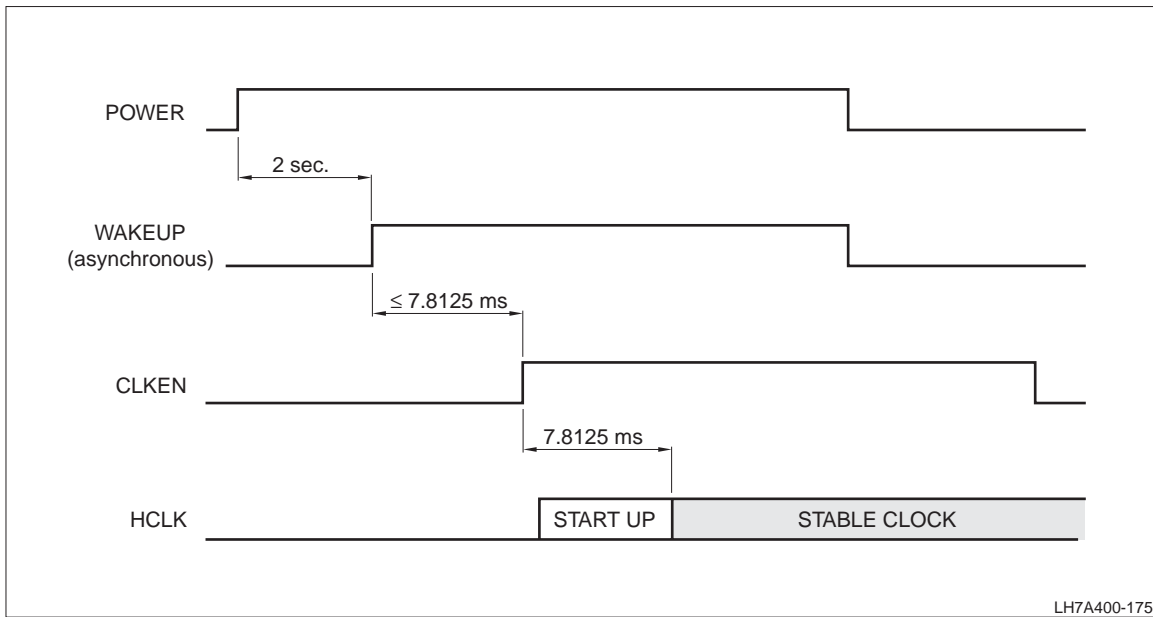 POWER
2 sec.
WAKEUP
(asynchronous)
≤ 7.8125 ms
CLKEN
7.8125 ms
HCLK
START UP
STABLE CLOCK
LH7A400-175